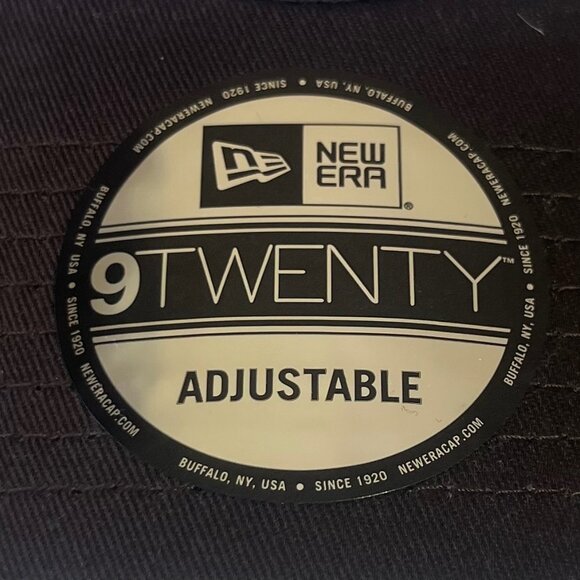 NEW
ERA
®
9TWENTY™
ADJUSTABLE
BUFFALO, NY, USA • SINCE 1920 NEWERACAP.COM
BUFFALO, NY, USA • SINCE 1920 NEWERACAP.COM
BUFFALO, NY, USA • SINCE 1920 NEWERACAP.COM
BUFFALO, NY, USA • SINCE 1920 NEWERACAP.COM